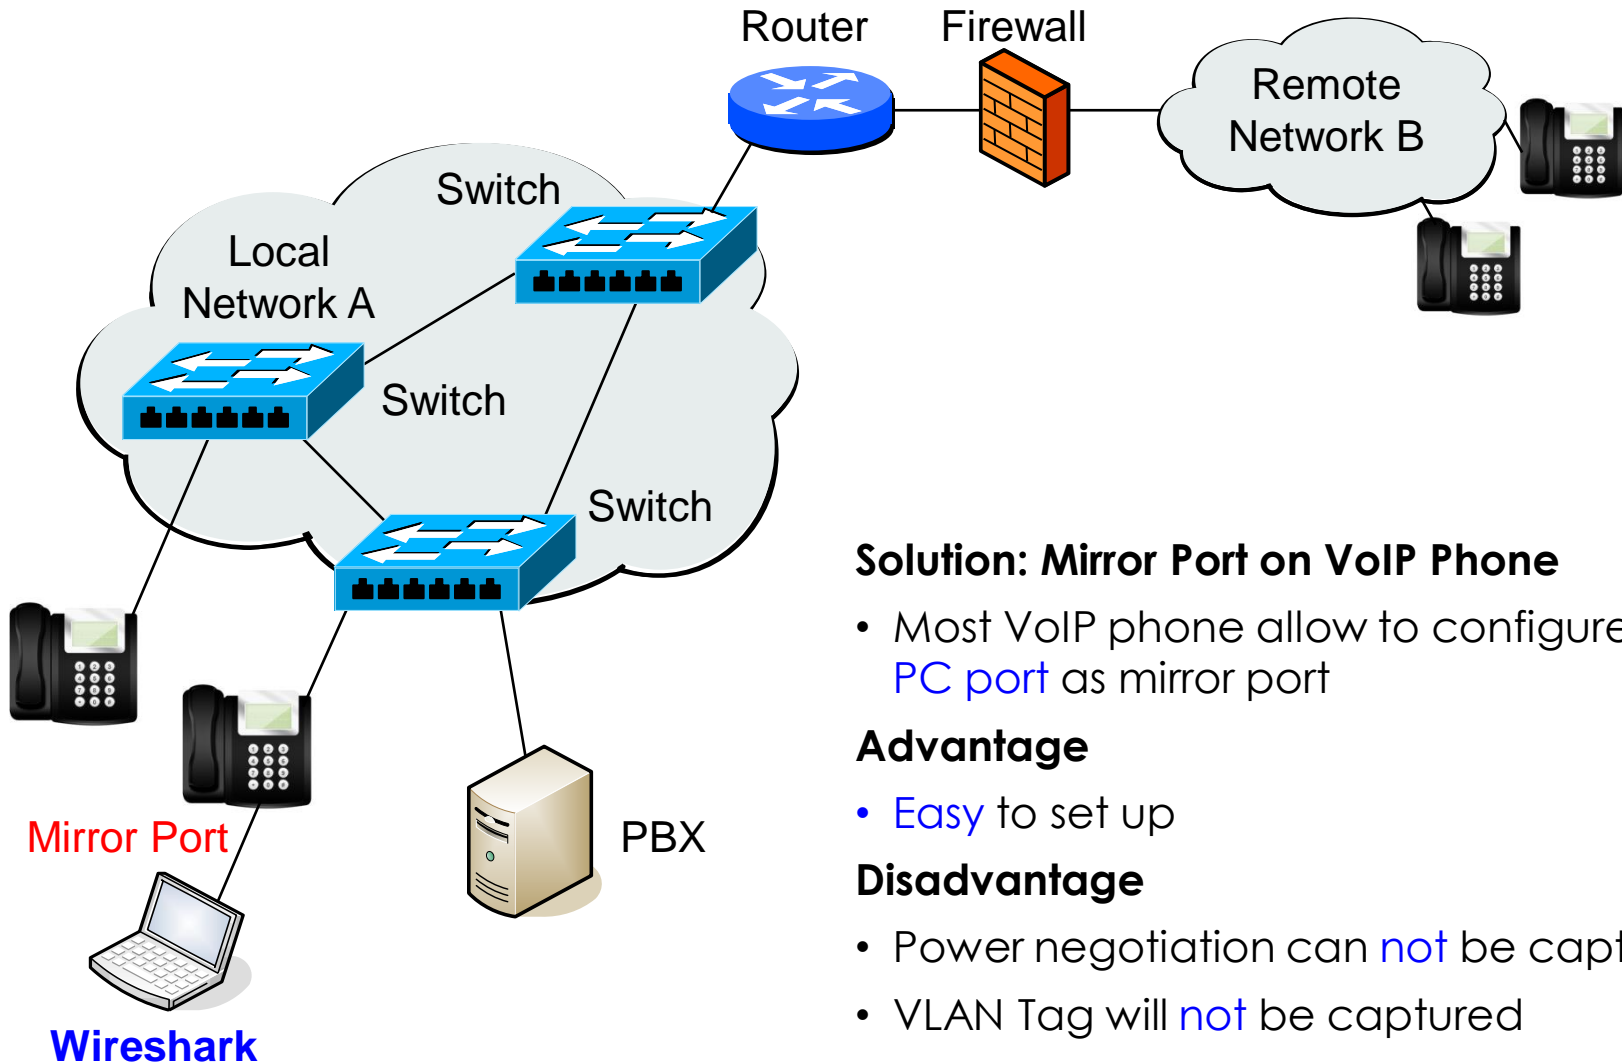 Router
Firewall
Remote
Network B
Switch
Local
Network A
Switch
Switch
Mirror Port
PBX
Wireshark
Solution: Mirror Port on VoIP Phone
• Most VoIP phone allow to configure
PC port as mirror port
Advantage
• Easy to set up
Disadvantage
• Power negotiation can not be capt
• VLAN Tag will not be captured